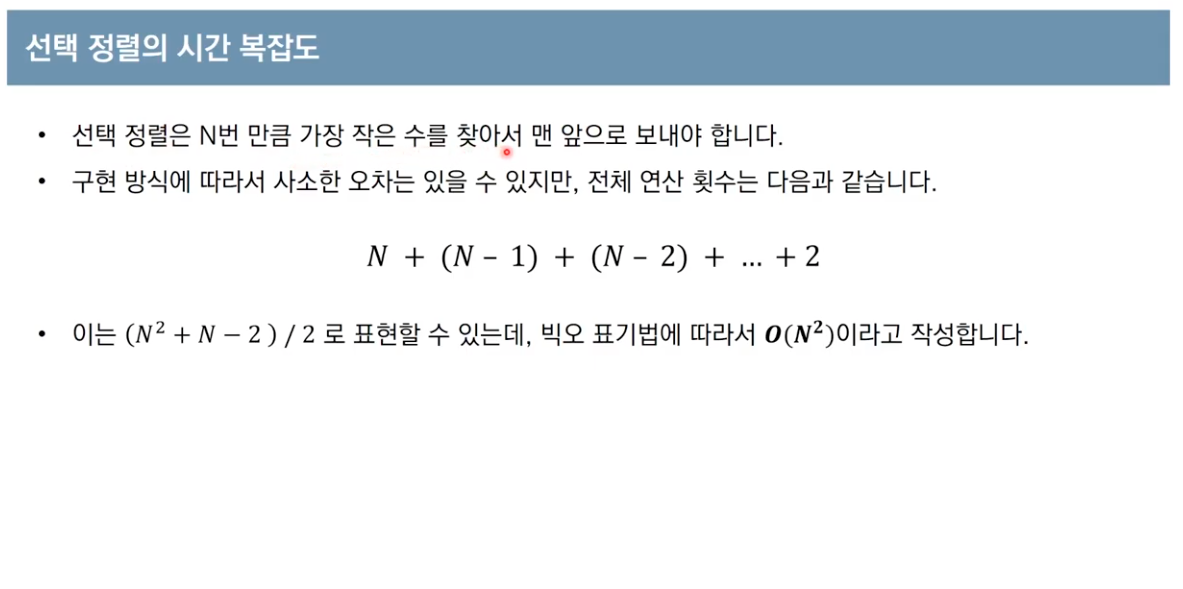 선택 정렬의 시간 복잡도
• 선택 정렬은 N번 만큼 가장 작은 수를 찾아서 맨 앞으로 보내야 합니다.
• 구현 방식에 따라서 사소한 오차는 있을 수 있지만, 전체 연산 횟수는 다음과 같습니다.
N + (N – 1) + (N – 2) + … + 2
• 이는 (N² + N − 2 ) / 2 로 표현할 수 있는데, 빅오 표기법에 따라서 O(N²)이라고 작성합니다.